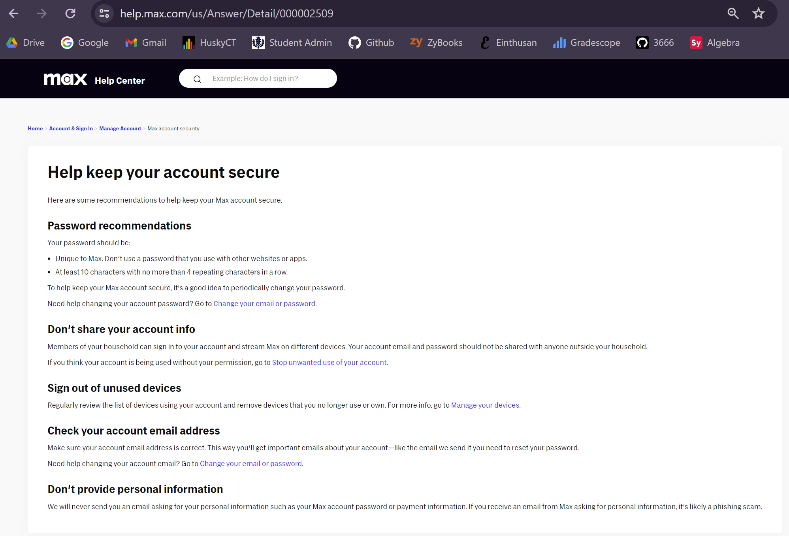 help.max.com/us/Answer/Detail/000002509
Drive Google Gmail HuskyCT Student Admin Github ZyBooks Einthusan Gradescope 3666 Algebra
max Help Center Example: How do I sign in?
Home › Account & Sign In › Manage Account › Max account security
Help keep your account secure
Here are some recommendations to help keep your Max account secure.
Password recommendations
Your password should be:
• Unique to Max. Don't use a password that you use with other websites or apps.
• At least 10 characters with no more than 4 repeating characters in a row.
To help keep your Max account secure, it's a good idea to periodically change your password.
Need help changing your account password? Go to Change your email or password.
Don't share your account info
Members of your household can sign in to your account and stream Max on different devices. Your account email and password should not be shared with anyone outside your household.
If you think your account is being used without your permission, go to Stop unwanted use of your account.
Sign out of unused devices
Regularly review the list of devices using your account and remove devices that you no longer use or own. For more info, go to Manage your devices.
Check your account email address
Make sure your account email address is correct. This way you'll get important emails about your account—like the email we send if you need to reset your password.
Need help changing your account email? Go to Change your email or password.
Don't provide personal information
We will never send you an email asking for your personal information such as your Max account password or payment information. If you receive an email from Max asking for personal information, it's likely a phishing scam.